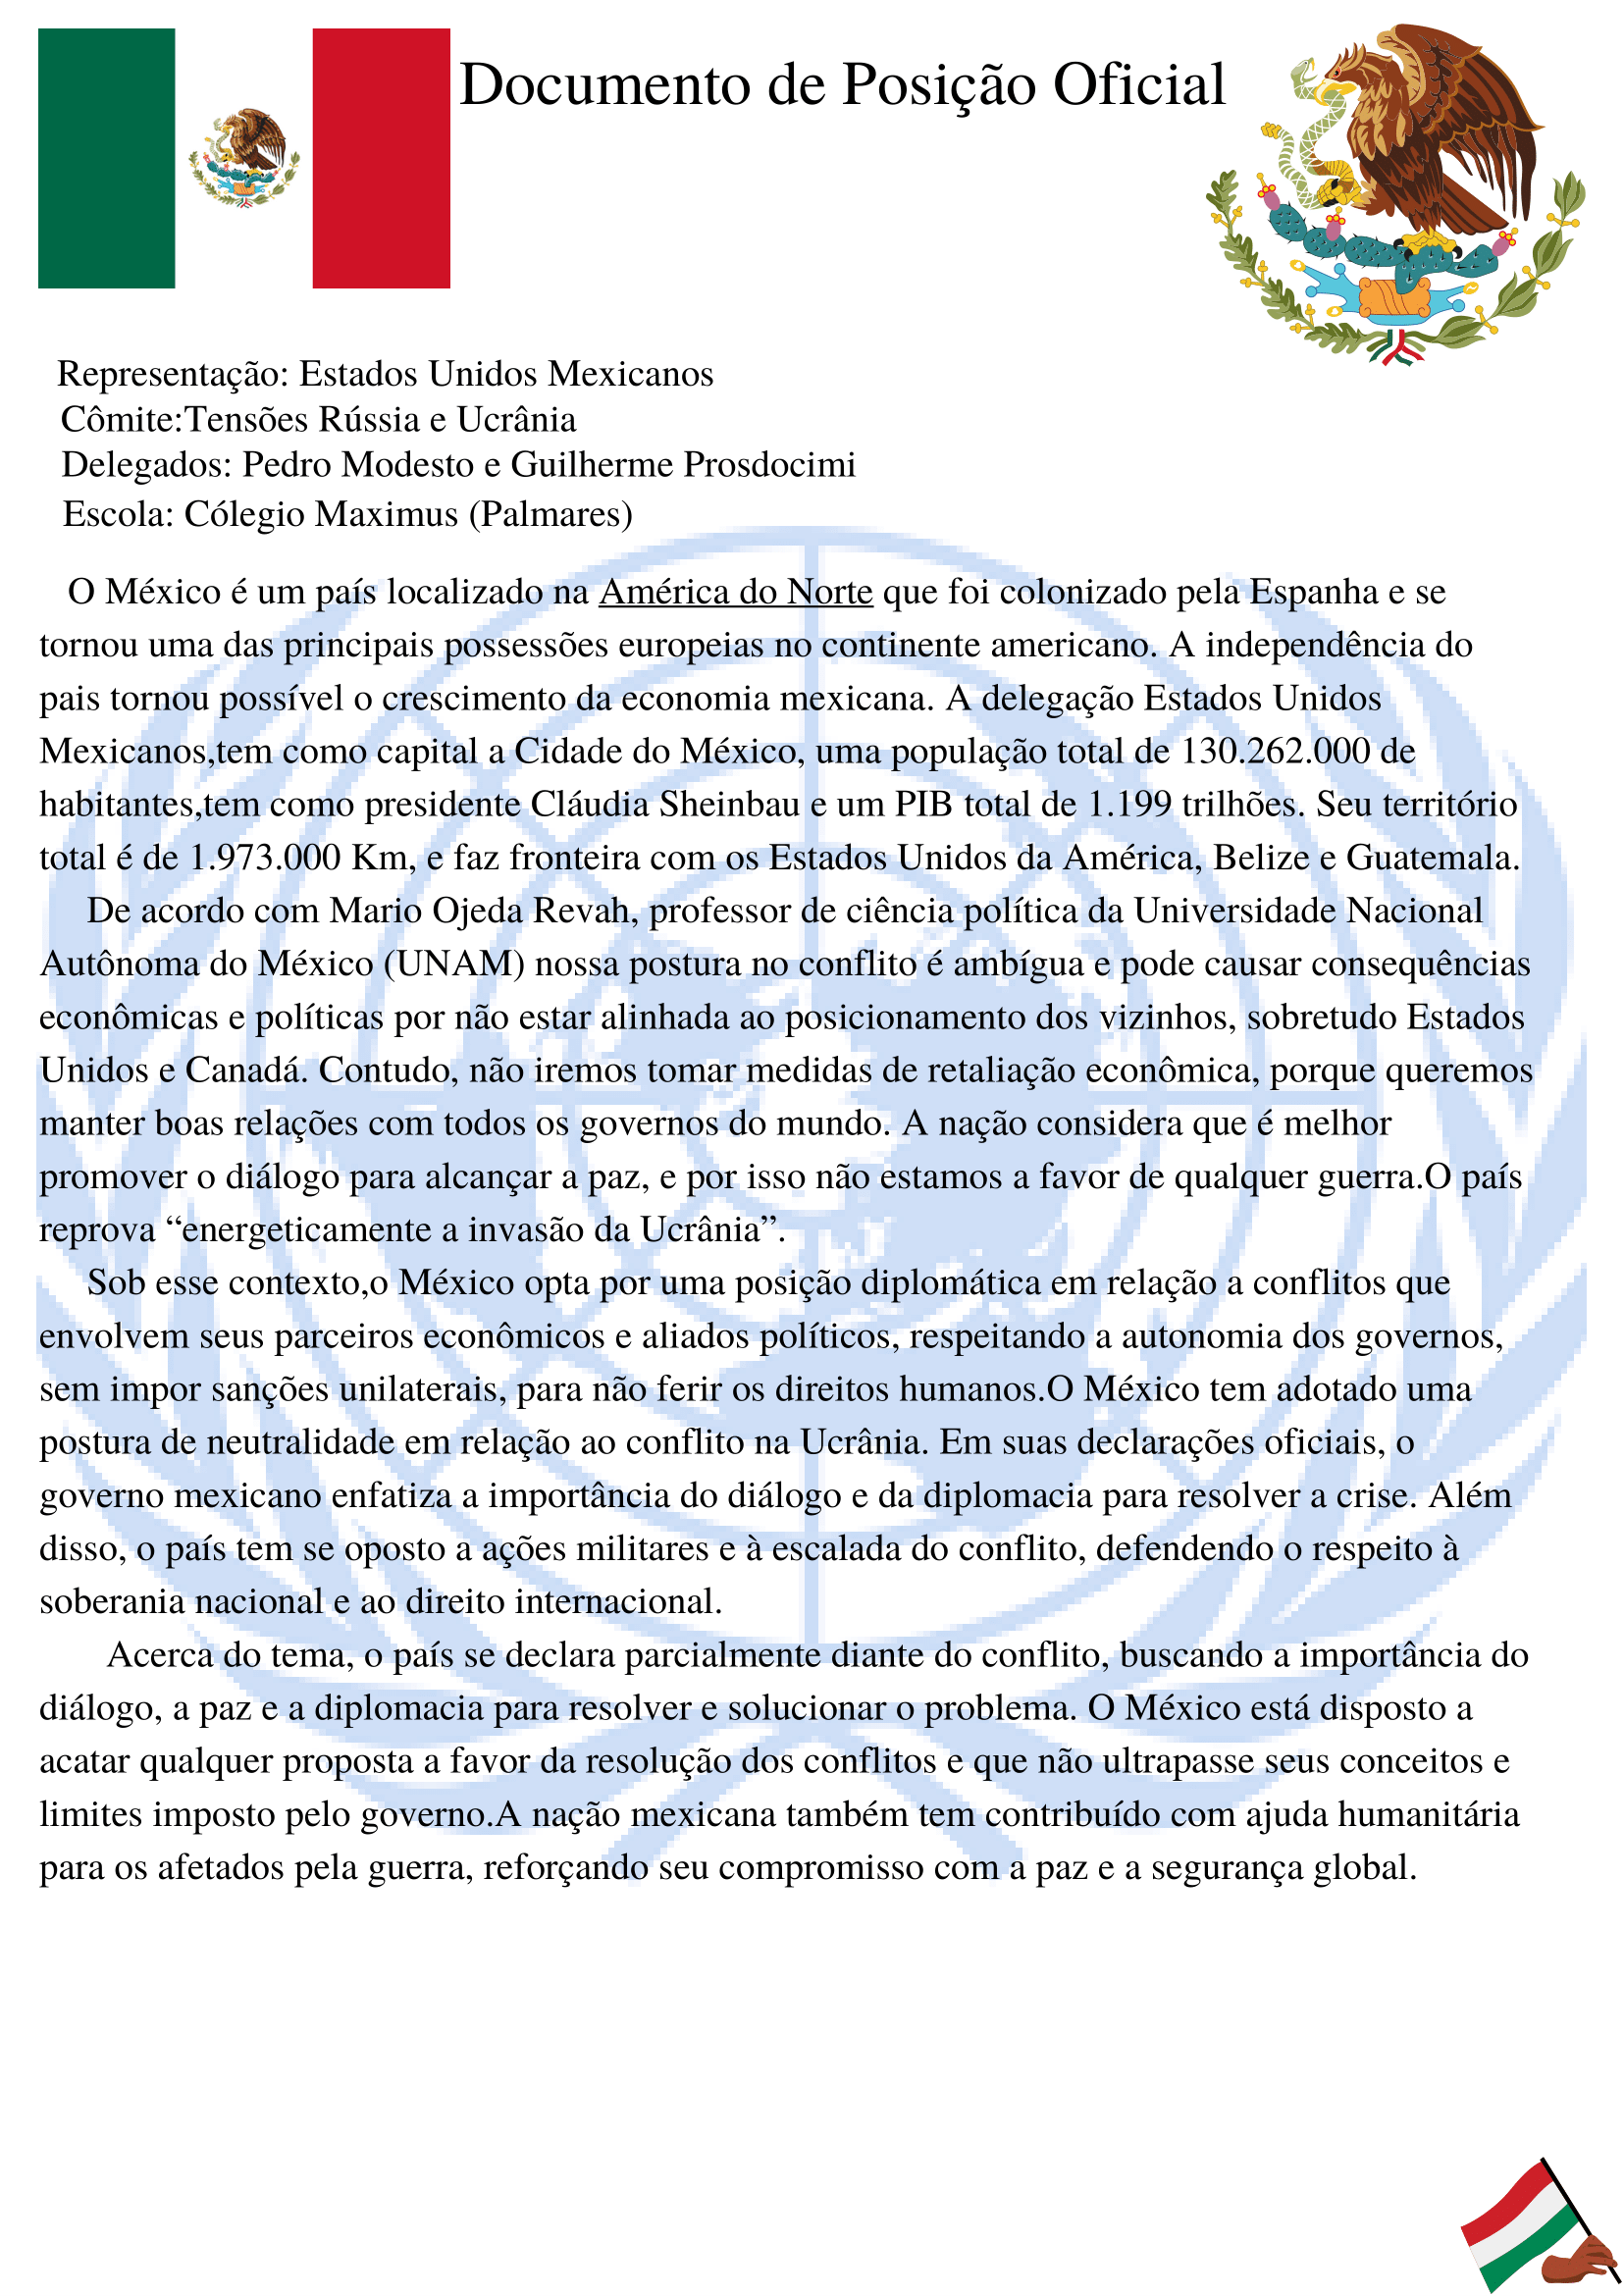 Documento de Posição Oficial
Representação: Estados Unidos Mexicanos
Cômite:Tensões Rússia e Ucrânia
Delegados: Pedro Modesto e Guilherme Prosdocimi
Escola: Cólegio Maximus (Palmares)
O México é um país localizado na América do Norte que foi colonizado pela Espanha e se
tornou uma das principais possessões europeias no continente americano. A independência do
pais tornou possível o crescimento da economia mexicana. A delegação Estados Unidos
Mexicanos,tem como capital a Cidade do México, uma população total de 130.262.000 de
habitantes,tem como presidente Cláudia Sheinbau e um PIB total de 1.199 trilhões. Seu território
total é de 1.973.000 Km, e faz fronteira com os Estados Unidos da América, Belize e Guatemala.
De acordo com Mario Ojeda Revah, professor de ciência política da Universidade Nacional
Autônoma do México (UNAM) nossa postura no conflito é ambígua e pode causar consequências
econômicas e políticas por não estar alinhada ao posicionamento dos vizinhos, sobretudo Estados
Unidos e Canadá. Contudo, não iremos tomar medidas de retaliação econômica, porque queremos
manter boas relações com todos os governos do mundo. A nação considera que é melhor
promover o diálogo para alcançar a paz, e por isso não estamos a favor de qualquer guerra.O país
reprova “energeticamente a invasão da Ucrânia”.
Sob esse contexto,o México opta por uma posição diplomática em relação a conflitos que
envolvem seus parceiros econômicos e aliados políticos, respeitando a autonomia dos governos,
sem impor sanções unilaterais, para não ferir os direitos humanos.O México tem adotado uma
postura de neutralidade em relação ao conflito na Ucrânia. Em suas declarações oficiais, o
governo mexicano enfatiza a importância do diálogo e da diplomacia para resolver a crise. Além
disso, o país tem se oposto a ações militares e à escalada do conflito, defendendo o respeito à
soberania nacional e ao direito internacional.
Acerca do tema, o país se declara parcialmente diante do conflito, buscando a importância do
diálogo, a paz e a diplomacia para resolver e solucionar o problema. O México está disposto a
acatar qualquer proposta a favor da resolução dos conflitos e que não ultrapasse seus conceitos e
limites imposto pelo governo.A nação mexicana também tem contribuído com ajuda humanitária
para os afetados pela guerra, reforçando seu compromisso com a paz e a segurança global.